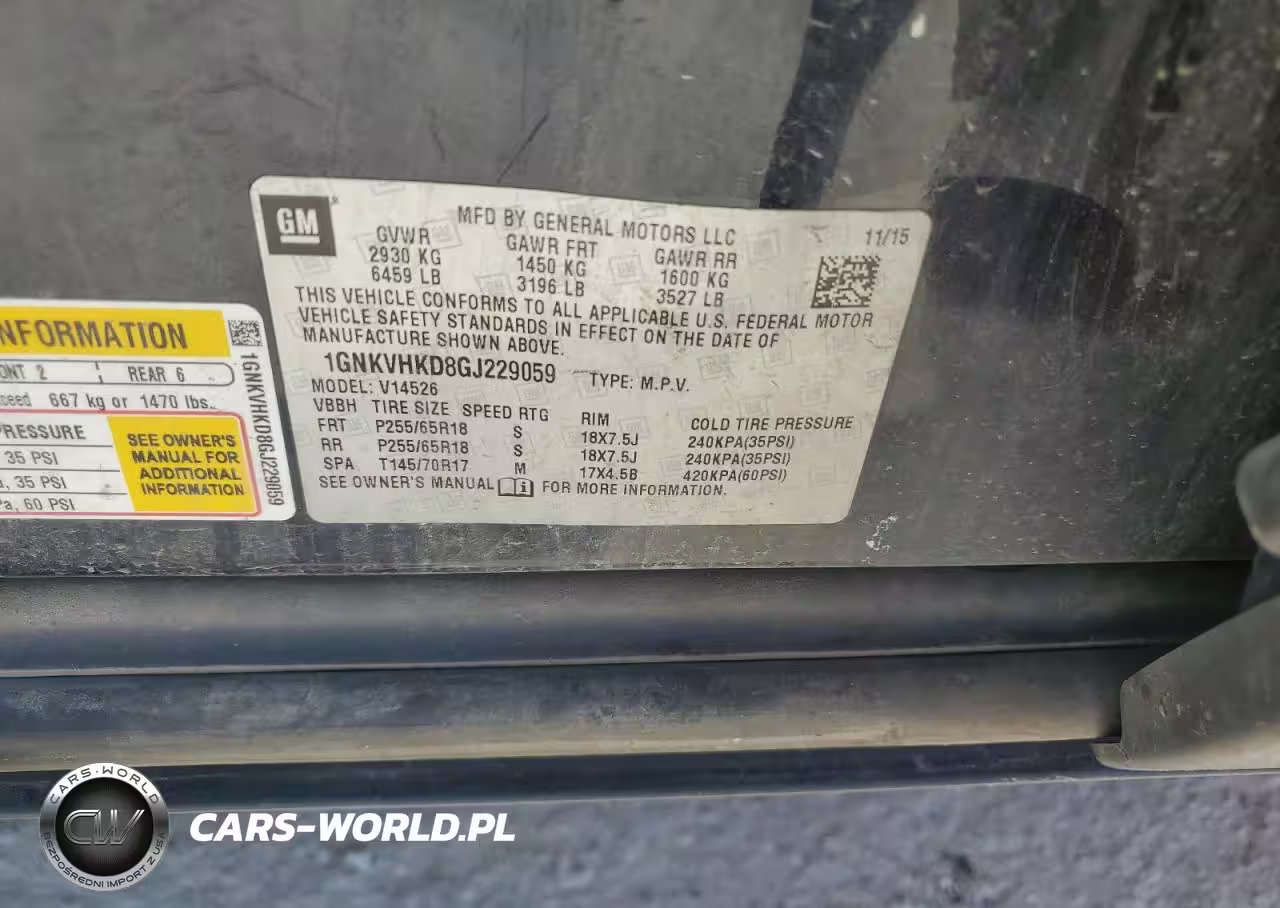 GM
MFD BY GENERAL MOTORS LLC
11/15
GVWR GAWR FRT GAWR RR
2930 KG 1450 KG 1600 KG
6459 LB 3196 LB 3527 LB
THIS VEHICLE CONFORMS TO ALL APPLICABLE U.S. FEDERAL MOTOR
VEHICLE SAFETY STANDARDS IN EFFECT ON THE DATE OF
MANUFACTURE SHOWN ABOVE.
1GNKVHKD8GJ229059 TYPE: M.P.V.
MODEL: V14526
VBBH TIRE SIZE SPEED RTG RIM COLD TIRE PRESSURE
FRT P255/65R18 S 18X7.5J 240KPA(35PSI)
RR P255/65R18 S 18X7.5J 240KPA(35PSI)
SPA T145/70R17 M 17X4.5B 420KPA(60PSI)
SEE OWNER'S MANUAL FOR MORE INFORMATION.
NFORMATION
ONT 2 REAR 6
xceed 667 kg or 1470 lbs.
PRESSURE
35 PSI
a, 35 PSI
Pa, 60 PSI
SEE OWNER'S
MANUAL FOR
ADDITIONAL
INFORMATION
1GNKVHKD8GJ229059
CARS-WORLD
CW
BEZPOŚREDNI IMPORT Z USA
CARS-WORLD.PL